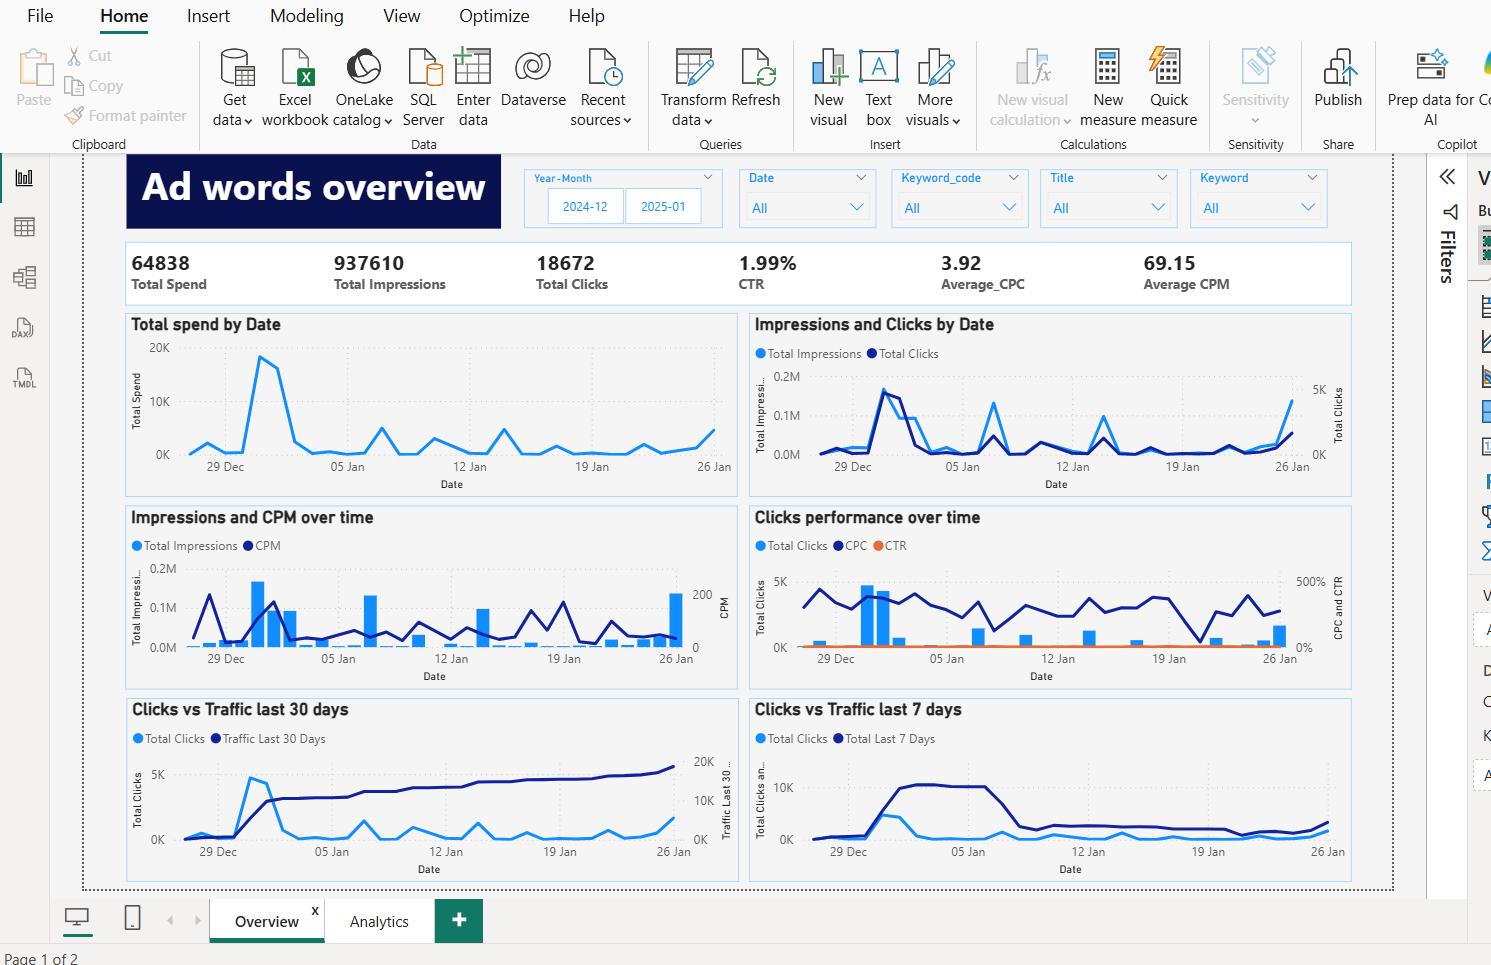 File Home Insert Modeling View Optimize Help
Paste
Cut
Copy
Format painter
Clipboard
Get data
Excel workbook
OneLake catalog
SQL Server
Enter data
Dataverse
Recent sources
Data
Transform data
Refresh
Queries
New visual
Text box
More visuals
Insert
New visual calculation
New measure
Quick measure
Calculations
Sensitivity
Sensitivity
Publish
Share
Prep data for AI
Copilot
DAX
TMDL
Ad words overview
Year-Month
2024-12 2025-01
Date
All
Keyword_code
All
Title
All
Keyword
All
64838 937610 18672 1.99% 3.92 69.15
Total Spend Total Impressions Total Clicks CTR Average_CPC Average CPM
Total spend by Date
20K
10K
0K
Total Spend
29 Dec 05 Jan 12 Jan 19 Jan 26 Jan
Date
Impressions and Clicks by Date
Total Impressions Total Clicks
0.2M
0.1M
0.0M
Total Impressi...
5K
0K
Total Clicks
29 Dec 05 Jan 12 Jan 19 Jan 26 Jan
Date
Impressions and CPM over time
Total Impressions CPM
0.2M
0.1M
0.0M
Total Impressi...
200
0
CPM
29 Dec 05 Jan 12 Jan 19 Jan 26 Jan
Date
Clicks performance over time
Total Clicks CPC CTR
5K
0K
Total Clicks
500%
0%
CPC and CTR
29 Dec 05 Jan 12 Jan 19 Jan 26 Jan
Date
Clicks vs Traffic last 30 days
Total Clicks Traffic Last 30 Days
5K
0K
Total Clicks
20K
10K
0K
Traffic Last 30 ...
29 Dec 05 Jan 12 Jan 19 Jan 26 Jan
Date
Clicks vs Traffic last 7 days
Total Clicks Total Last 7 Days
10K
0K
Total Clicks an...
29 Dec 05 Jan 12 Jan 19 Jan 26 Jan
Date
Filters
Overview x
Analytics
+
Page 1 of 2